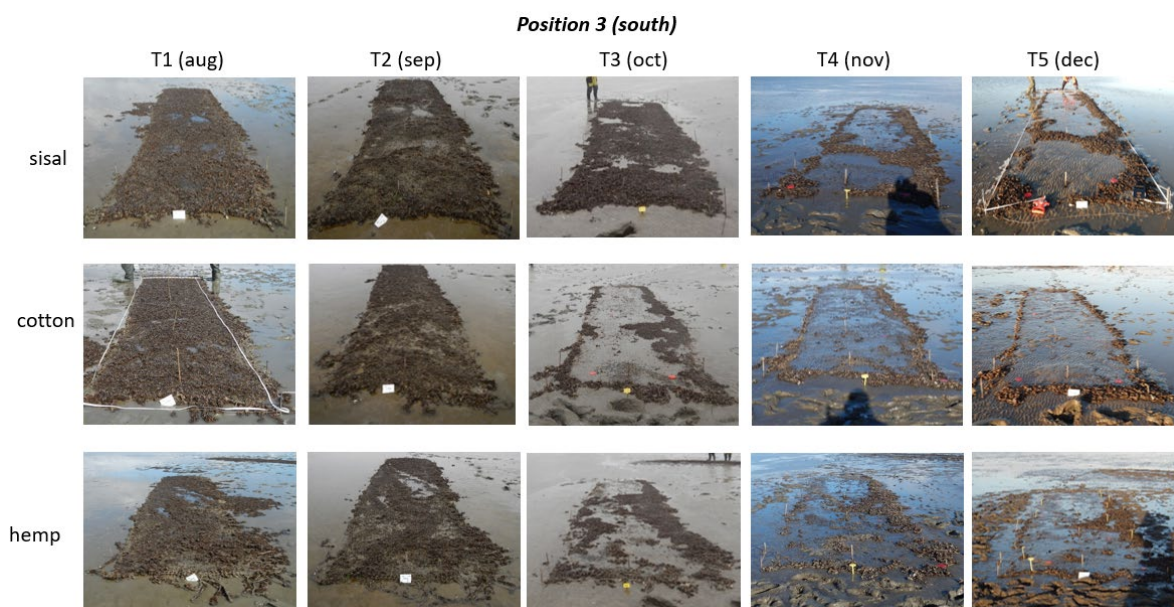 Position 3 (south)
T1 (aug) T2 (sep) T3 (oct) T4 (nov) T5 (dec)
sisal
cotton
hemp